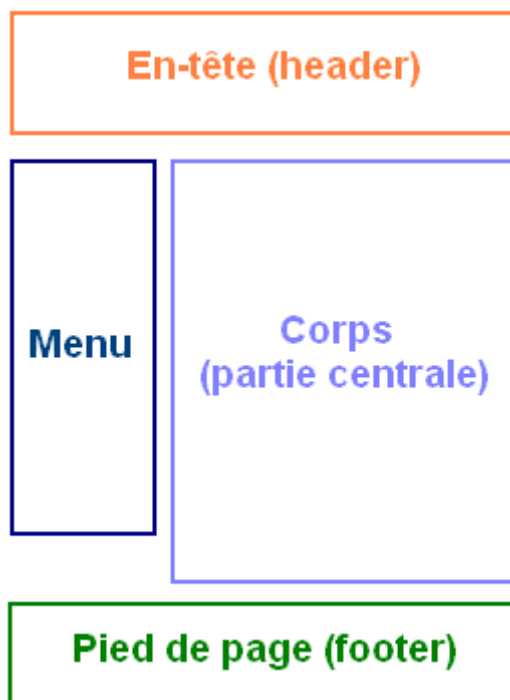 En-tête (header)
Menu
Corps
(partie centrale)
Pied de page (footer)